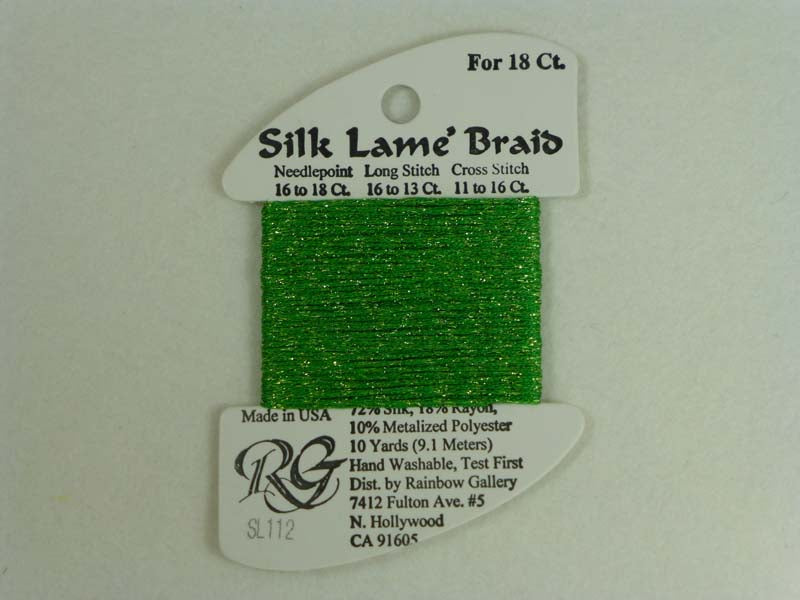 For 18 Ct.
Silk Lame' Braid
Needlepoint Long Stitch Cross Stitch
16 to 18 Ct. 16 to 13 Ct. 11 to 16 Ct.
Made in USA
72% Silk, 18% Rayon,
10% Metalized Polyester
10 Yards (9.1 Meters)
Hand Washable, Test First
Dist. by Rainbow Gallery
7412 Fulton Ave. #5
N. Hollywood
CA 91605
RG
SL112